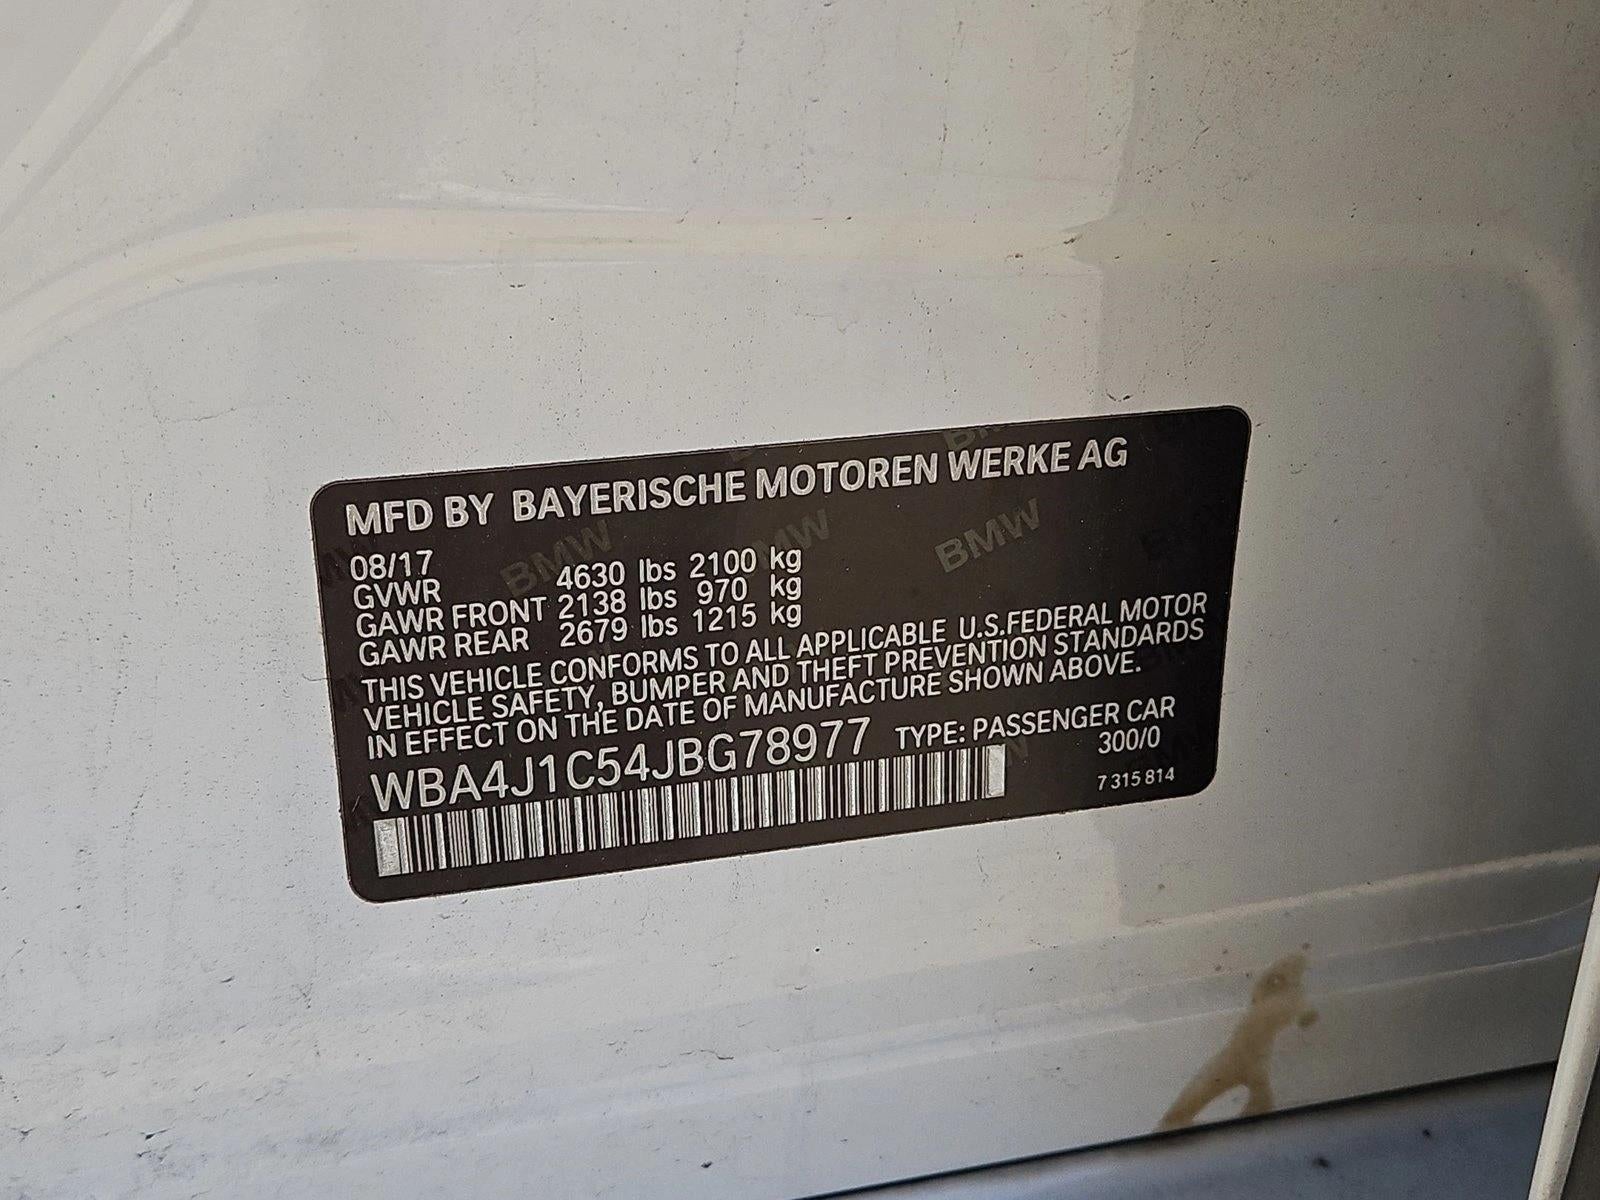 MFD BY BAYERISCHE MOTOREN WERKE AG
08/17
GVWR 4630 lbs 2100 kg
GAWR FRONT 2138 lbs 970 kg
GAWR REAR 2679 lbs 1215 kg
THIS VEHICLE CONFORMS TO ALL APPLICABLE U.S.FEDERAL MOTOR
VEHICLE SAFETY, BUMPER AND THEFT PREVENTION STANDARDS
IN EFFECT ON THE DATE OF MANUFACTURE SHOWN ABOVE.
WBA4J1C54JBG78977 TYPE: PASSENGER CAR
300/0
7 315 814
BMW
BMW
BMW